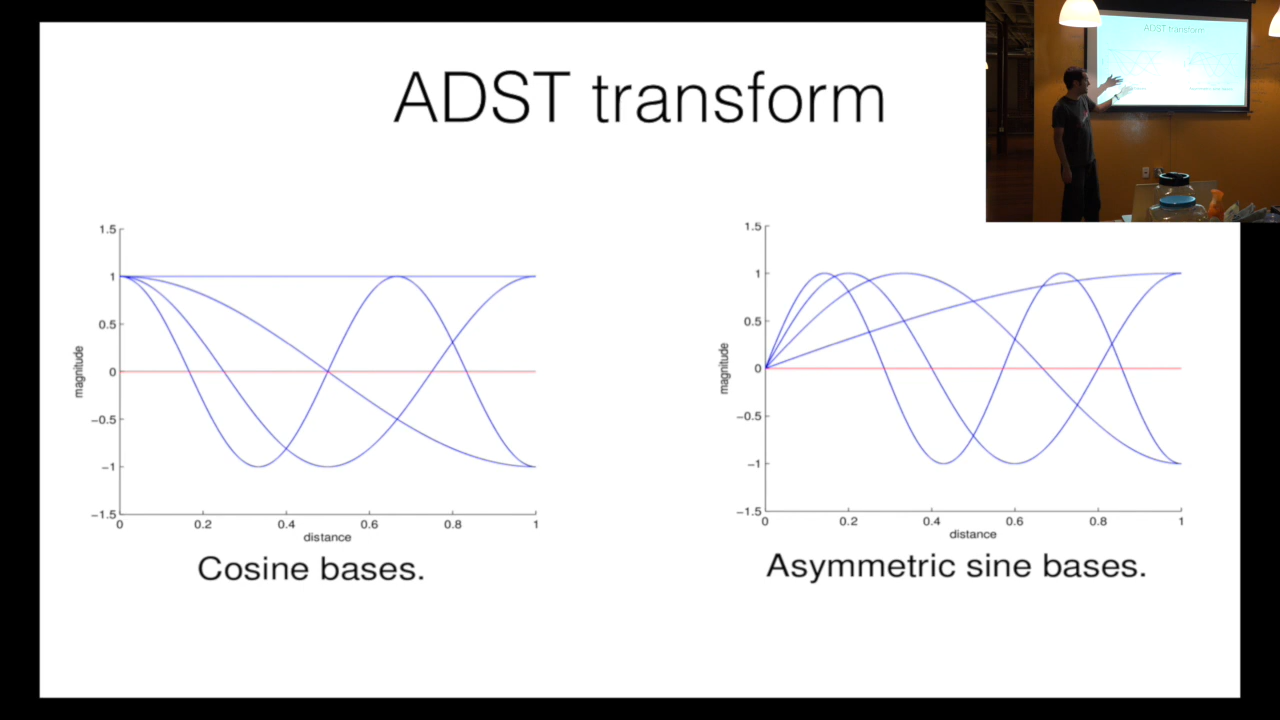 ADST transform
ADST transform
1.5
1
0.5
0
−0.5
−1
−1.5
magnitude
0 0.2 0.4 0.6 0.8 1
distance
Cosine bases.
1.5
1
0.5
0
−0.5
−1
−1.5
magnitude
0 0.2 0.4 0.6 0.8 1
distance
Asymmetric sine bases.